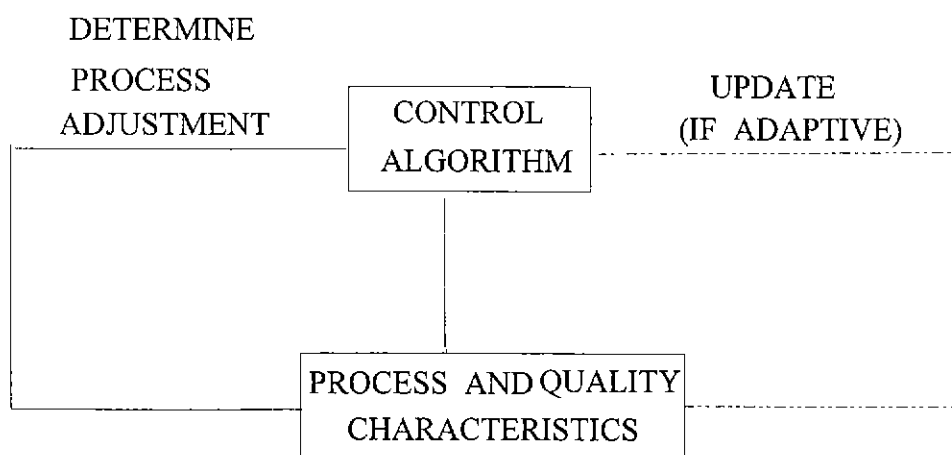 DETERMINE
PROCESS
ADJUSTMENT
CONTROL
ALGORITHM
UPDATE
(IF ADAPTIVE)
PROCESS AND QUALITY
CHARACTERISTICS